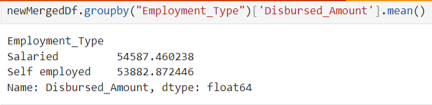 newMergedDf.groupby("Employment_Type")['Disbursed_Amount'].mean()
Employment_Type
Salaried 54587.460238
Self employed 53882.872446
Name: Disbursed_Amount, dtype: float64